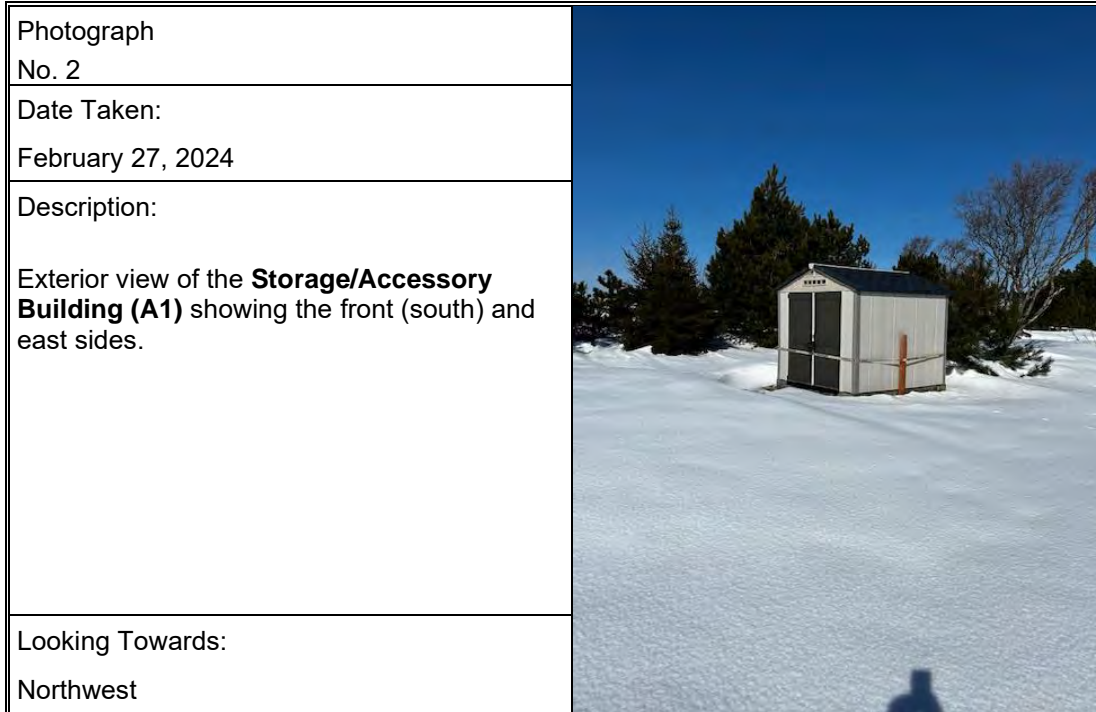 Photograph
No. 2
Date Taken:
February 27, 2024
Description:
Exterior view of the Storage/Accessory
Building (A1) showing the front (south) and
east sides.
Looking Towards:
Northwest